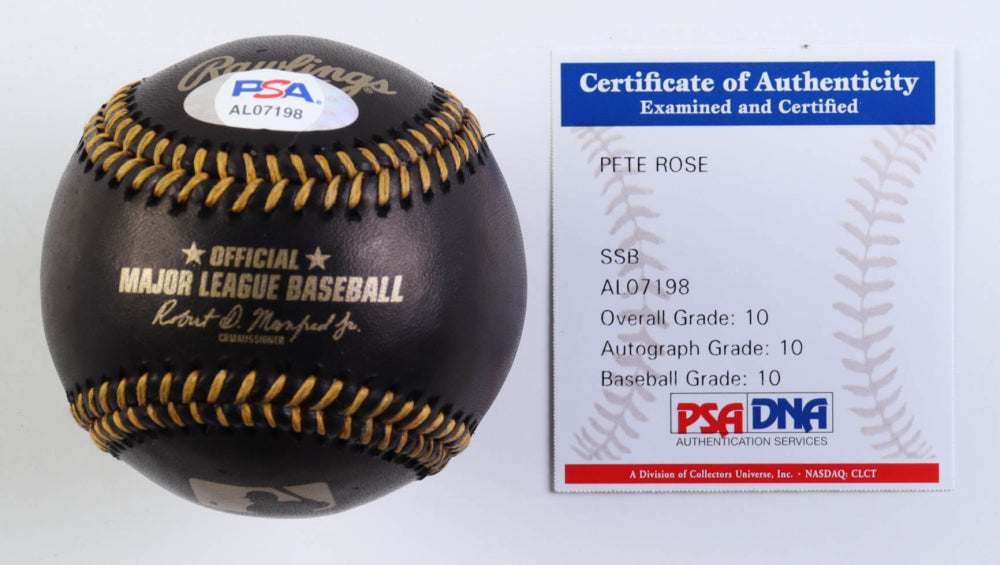 Rawlings®
PSA
AL07198
★ OFFICIAL ★
MAJOR LEAGUE BASEBALL
Robert D. Manfred Jr.
COMMISSIONER
Certificate of Authenticity
Examined and Certified
PETE ROSE
SSB
AL07198
Overall Grade: 10
Autograph Grade: 10
Baseball Grade: 10
PSA DNA
AUTHENTICATION SERVICES
A Division of Collectors Universe, Inc. • NASDAQ: CLCT